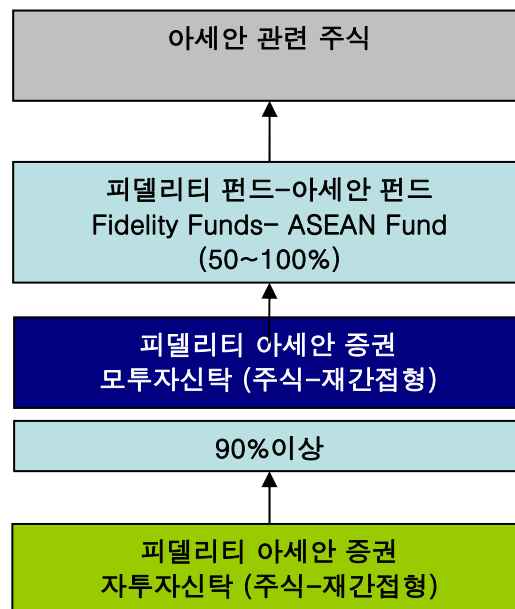 아세안 관련 주식
피델리티 펀드-아세안 펀드
Fidelity Funds- ASEAN Fund
(50~100%)
피델리티 아세안 증권
모투자신탁 (주식-재간접형)
90%이상
피델리티 아세안 증권
자투자신탁 (주식-재간접형)